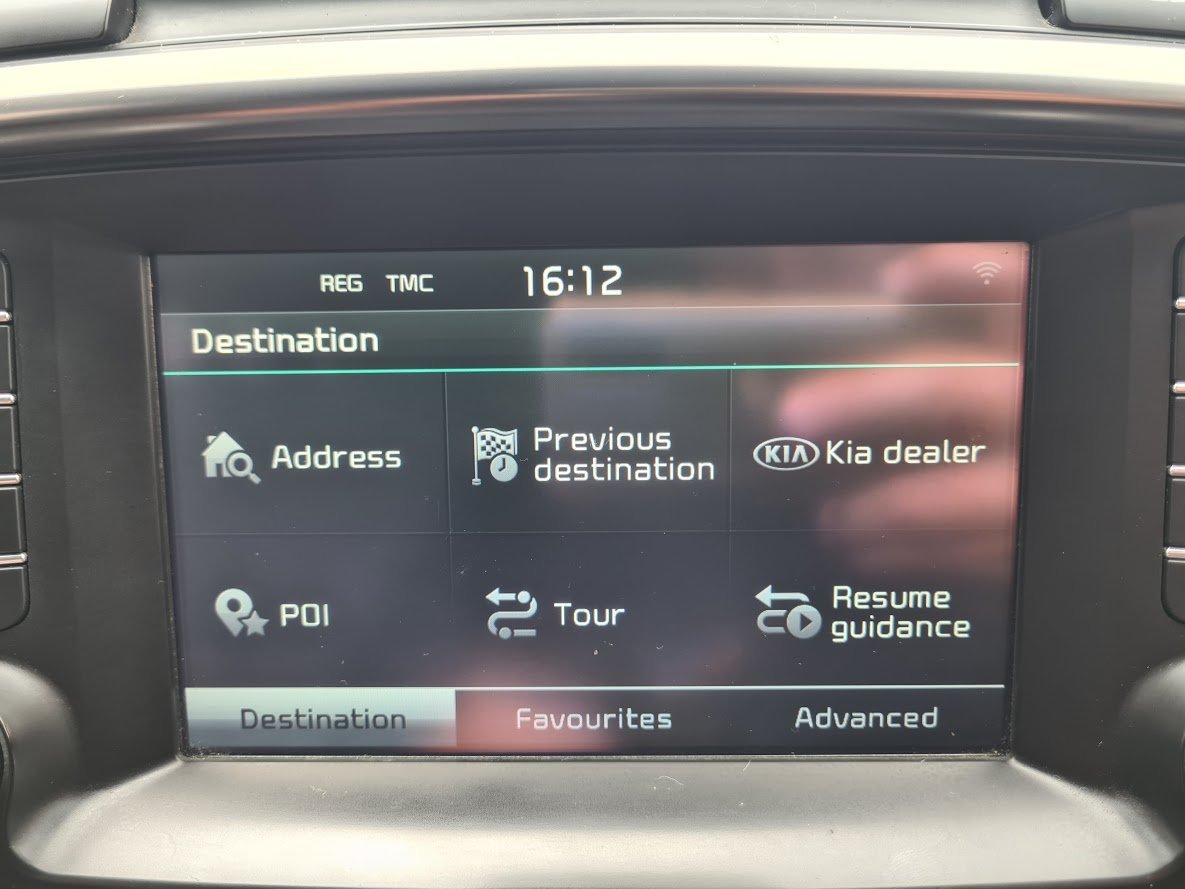 REG TMC 16:12
Destination
Address
Previous
destination
KIA Kia dealer
POI
Tour
Resume
guidance
Destination Favourites Advanced